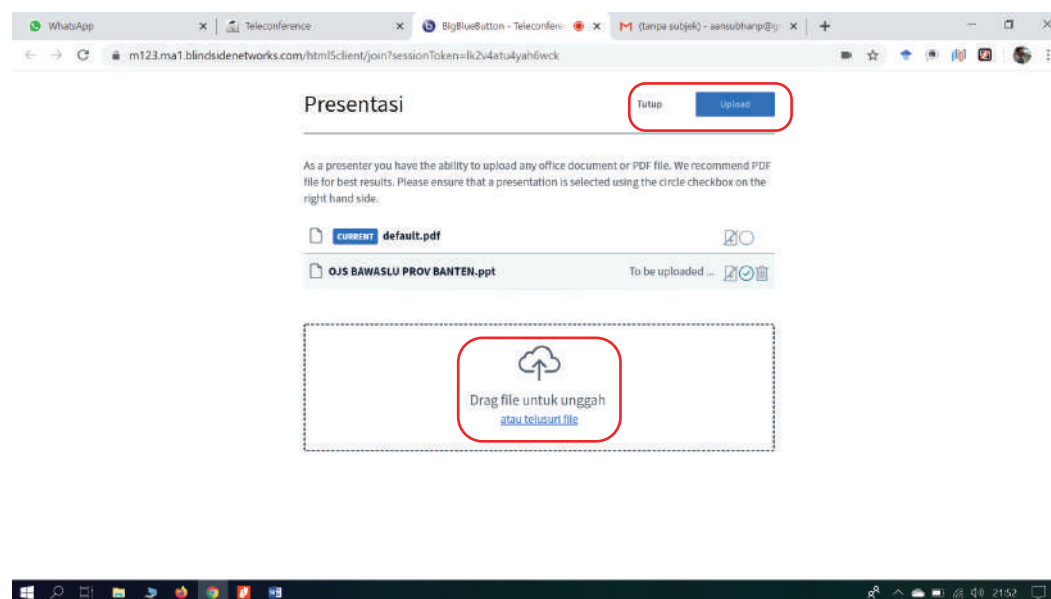 WhatsApp
Teleconference
BigBlueButton - Teleconfere
(tanpa subjek) - aansubhanp@g
m123.ma1.blindsidenetworks.com/html5client/join?sessionToken=lk2v4atu4yah6wck
Presentasi
Tutup
Upload
As a presenter you have the ability to upload any office document or PDF file. We recommend PDF
file for best results. Please ensure that a presentation is selected using the circle checkbox on the
right hand side.
CURRENT default.pdf
OJS BAWASLU PROV BANTEN.ppt
To be uploaded ...
Drag file untuk unggah
atau telusuri file
21:52